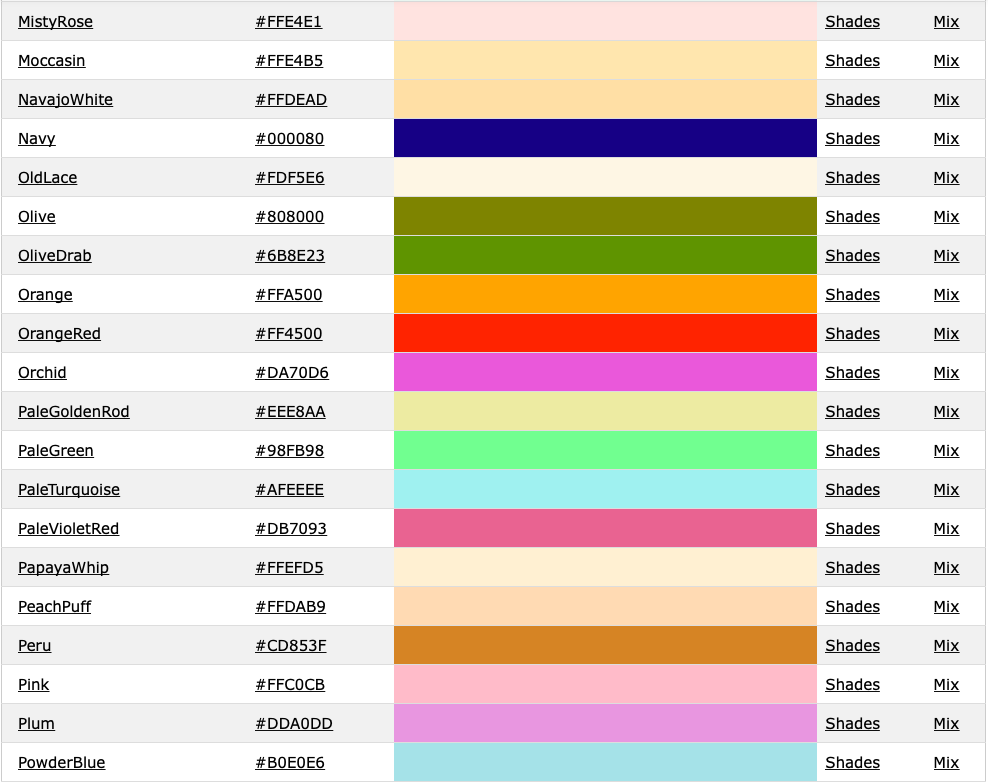 MistyRose #FFE4E1 Shades Mix
Moccasin #FFE4B5 Shades Mix
NavajoWhite #FFDEAD Shades Mix
Navy #000080 Shades Mix
OldLace #FDF5E6 Shades Mix
Olive #808000 Shades Mix
OliveDrab #6B8E23 Shades Mix
Orange #FFA500 Shades Mix
OrangeRed #FF4500 Shades Mix
Orchid #DA70D6 Shades Mix
PaleGoldenRod #EEE8AA Shades Mix
PaleGreen #98FB98 Shades Mix
PaleTurquoise #AFEEEE Shades Mix
PaleVioletRed #DB7093 Shades Mix
PapayaWhip #FFEFD5 Shades Mix
PeachPuff #FFDAB9 Shades Mix
Peru #CD853F Shades Mix
Pink #FFC0CB Shades Mix
Plum #DDA0DD Shades Mix
PowderBlue #B0E0E6 Shades Mix